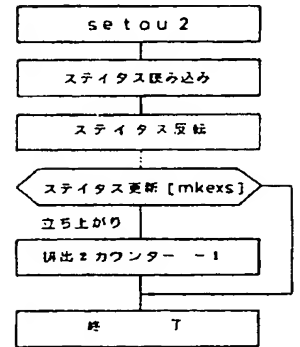 setou2
ステイタス読み込み
ステイタス反転
ステイタス更新 [mkexs]
立ち上がり
排出2カウンター －1
終 了